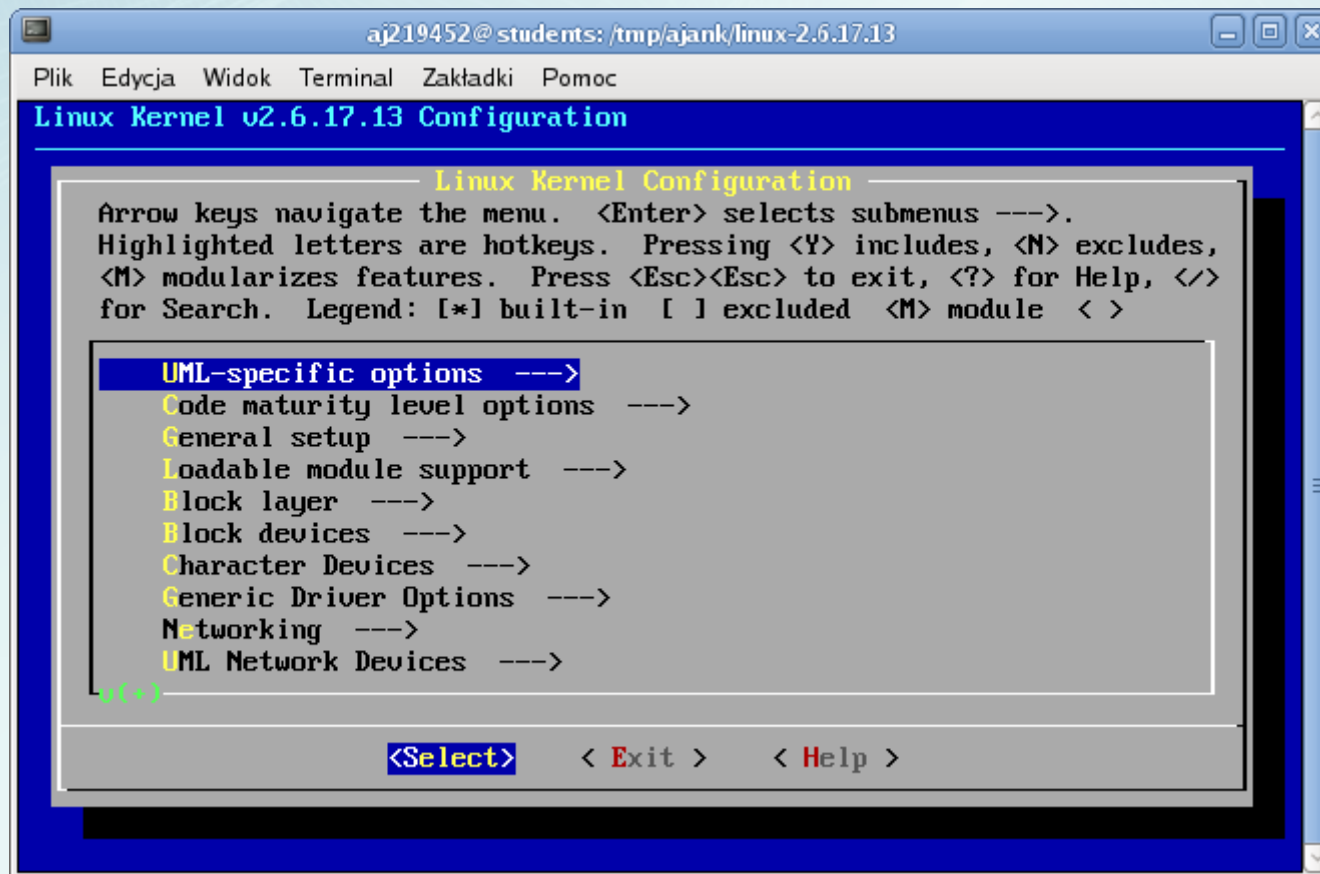 aj219452@students: /tmp/ajank/linux-2.6.17.13
Plik Edycja Widok Terminal Zakładki Pomoc
Linux Kernel v2.6.17.13 Configuration
Linux Kernel Configuration
Arrow keys navigate the menu. <Enter> selects submenus --->.
Highlighted letters are hotkeys. Pressing <Y> includes, <N> excludes,
<M> modularizes features. Press <Esc><Esc> to exit, <?> for Help, </>
for Search. Legend: [*] built-in [ ] excluded <M> module < >
UML-specific options --->
Code maturity level options --->
General setup --->
Loadable module support --->
Block layer --->
Block devices --->
Character Devices --->
Generic Driver Options --->
Networking --->
UML Network Devices --->
v(+)
<Select> < Exit > < Help >